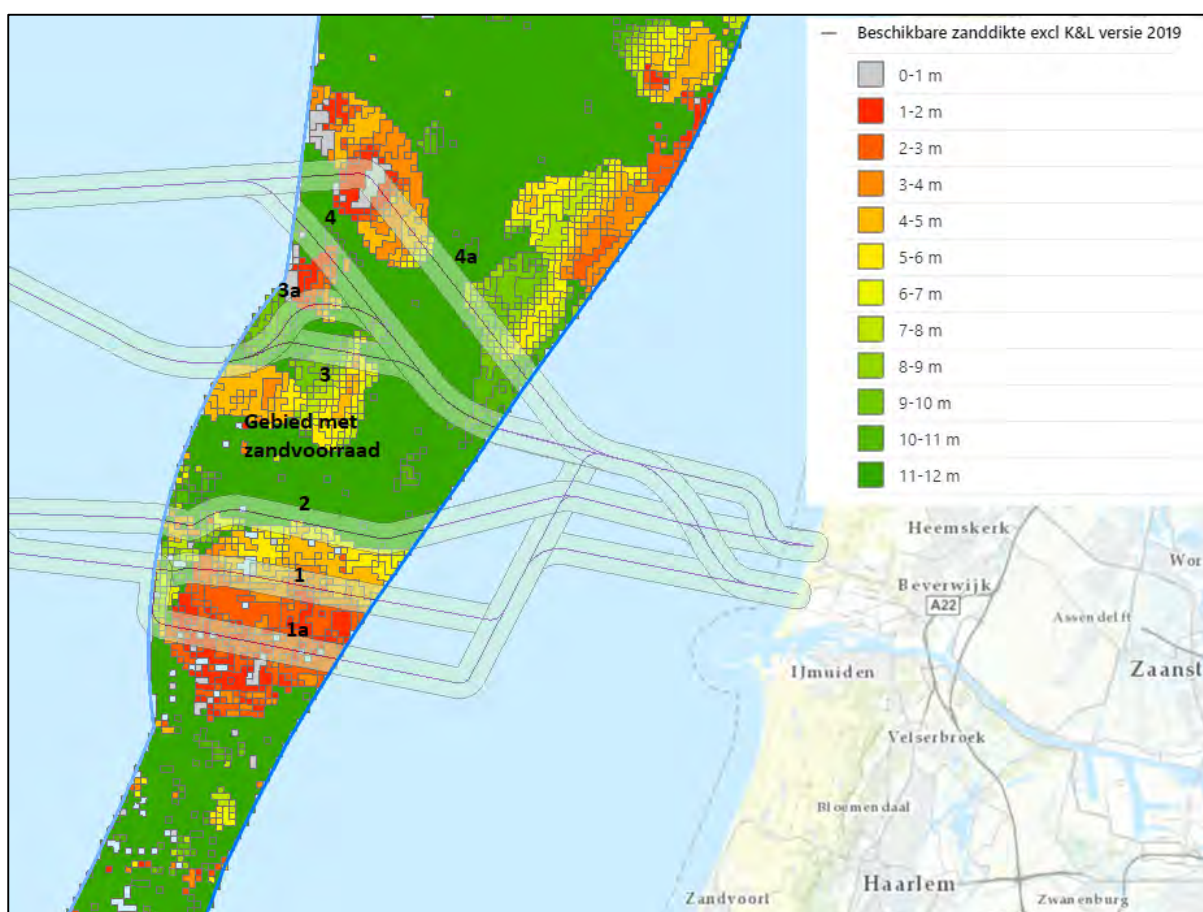 Beschikbare zanddikte excl K&L versie 2019
0-1 m
1-2 m
2-3 m
3-4 m
4-5 m
5-6 m
6-7 m
7-8 m
8-9 m
9-10 m
10-11 m
11-12 m
4
4a
3a
3
Gebied met
zandvoorraad
2
1
1a
Heemskerk
Wor
Beverwijk
A22
Assendelft
IJmuiden
Zaanst
Velserbroek
Bloemendaal
Haarlem
Zandvoort
Zwanenburg